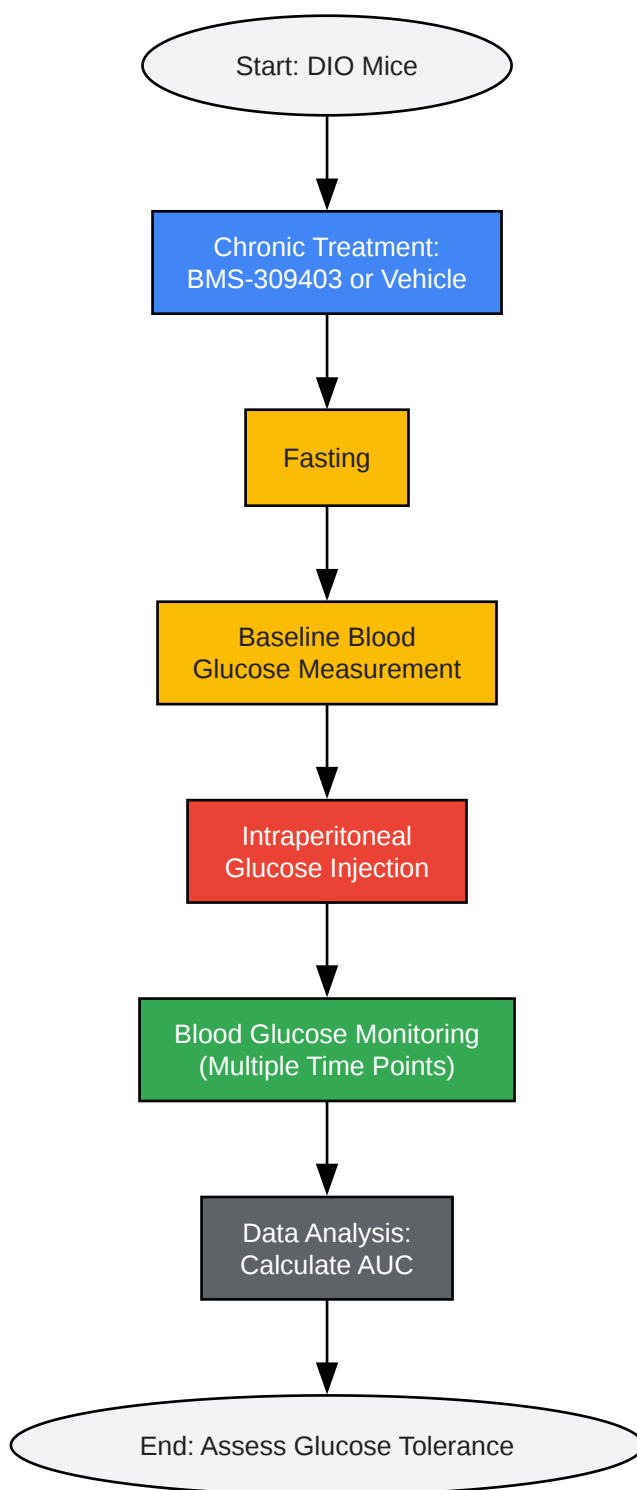 Start: DIO Mice
Chronic Treatment:
BMS-309403 or Vehicle
Fasting
Baseline Blood
Glucose Measurement
Intraperitoneal
Glucose Injection
Blood Glucose Monitoring
(Multiple Time Points)
Data Analysis:
Calculate AUC
End: Assess Glucose Tolerance